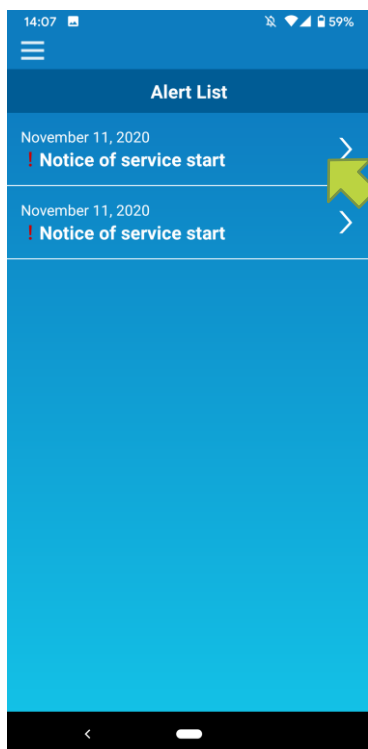 14:07 59%
Alert List
November 11, 2020
! Notice of service start
November 11, 2020
! Notice of service start